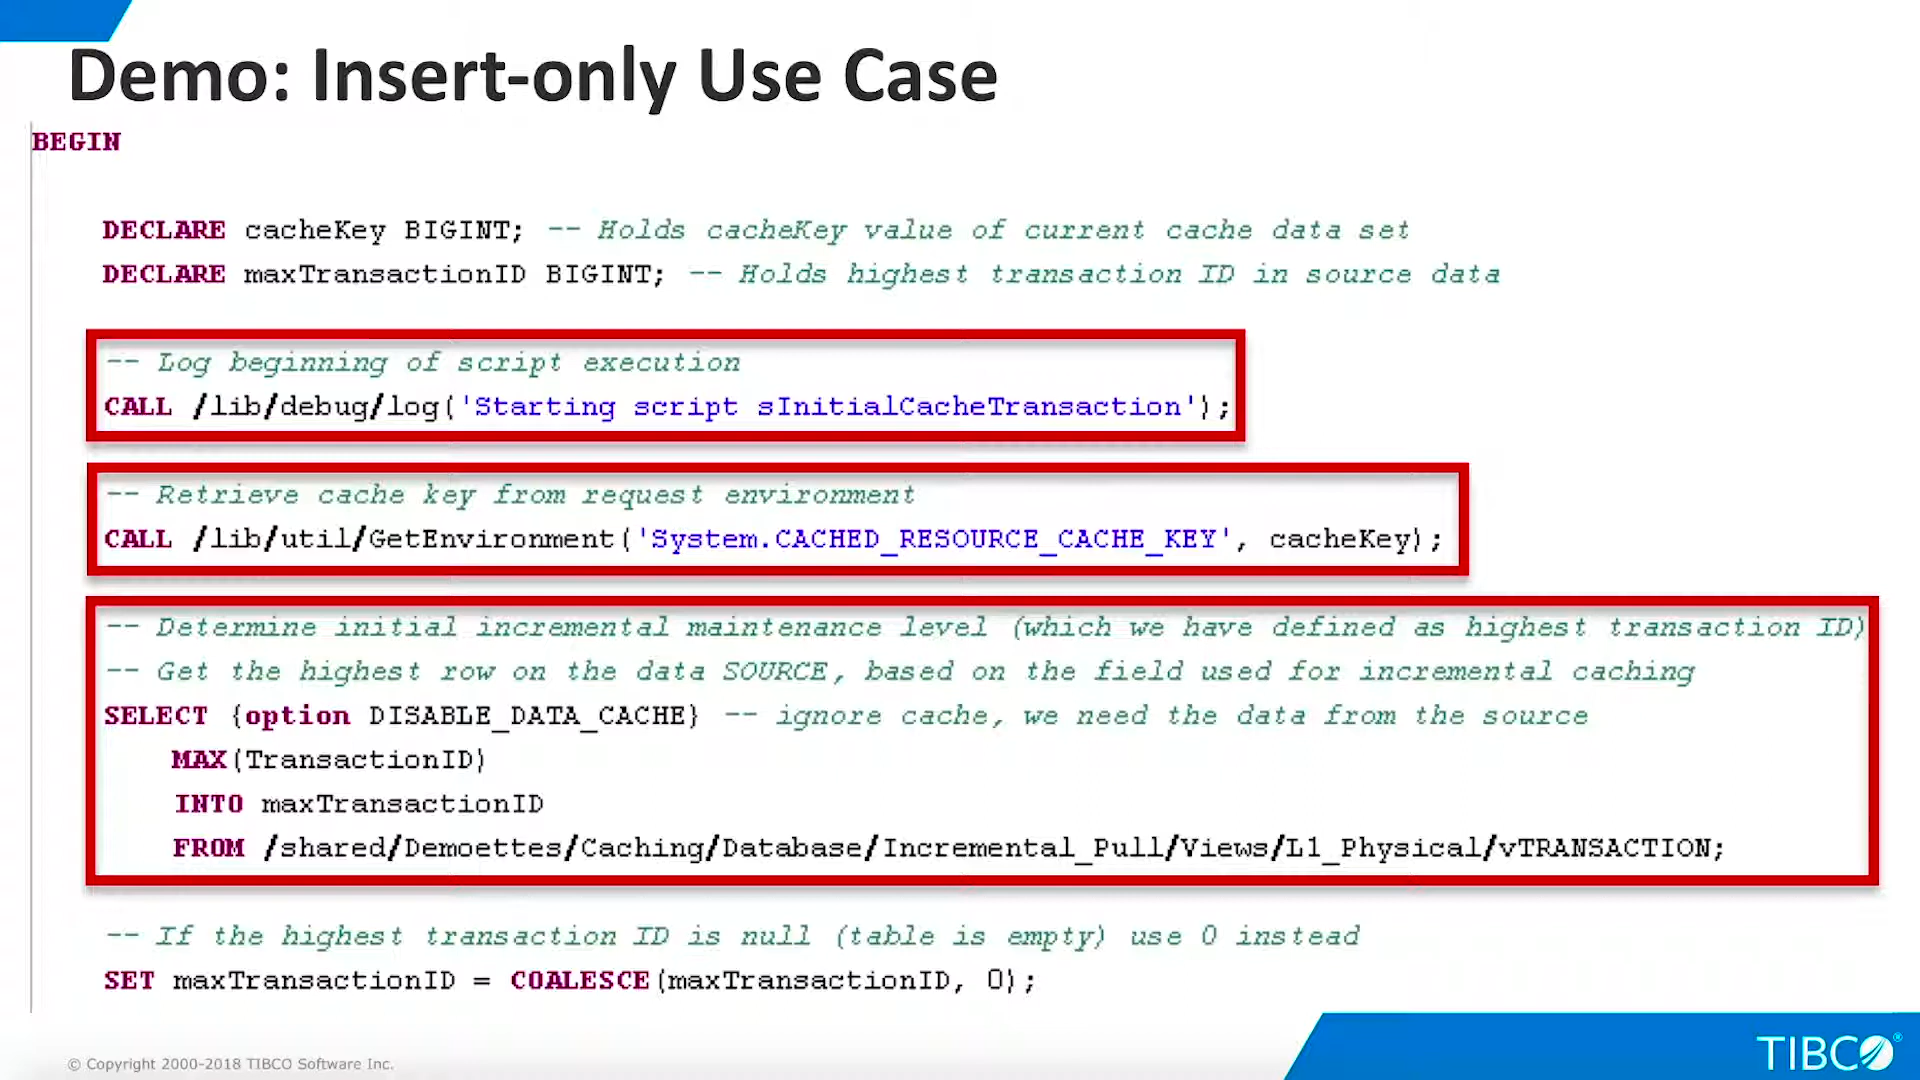 Demo: Insert-only Use Case
BEGIN
DECLARE cacheKey BIGINT; -- Holds cacheKey value of current cache data set
DECLARE maxTransactionID BIGINT; -- Holds highest transaction ID in source data
-- Log beginning of script execution
CALL /lib/debug/log('Starting script sInitialCacheTransaction');
-- Retrieve cache key from request environment
CALL /lib/util/GetEnvironment('System.CACHED_RESOURCE_CACHE_KEY', cacheKey);
-- Determine initial incremental maintenance level (which we have defined as highest transaction ID)
-- Get the highest row on the data SOURCE, based on the field used for incremental caching
SELECT {option DISABLE_DATA_CACHE} -- ignore cache, we need the data from the source
MAX(TransactionID)
INTO maxTransactionID
FROM /shared/Demoettes/Caching/Database/Incremental_Pull/Views/L1_Physical/vTRANSACTION;
-- If the highest transaction ID is null (table is empty) use 0 instead
SET maxTransactionID = COALESCE(maxTransactionID, 0);
© Copyright 2000-2018 TIBCO Software Inc.
TIBCO®